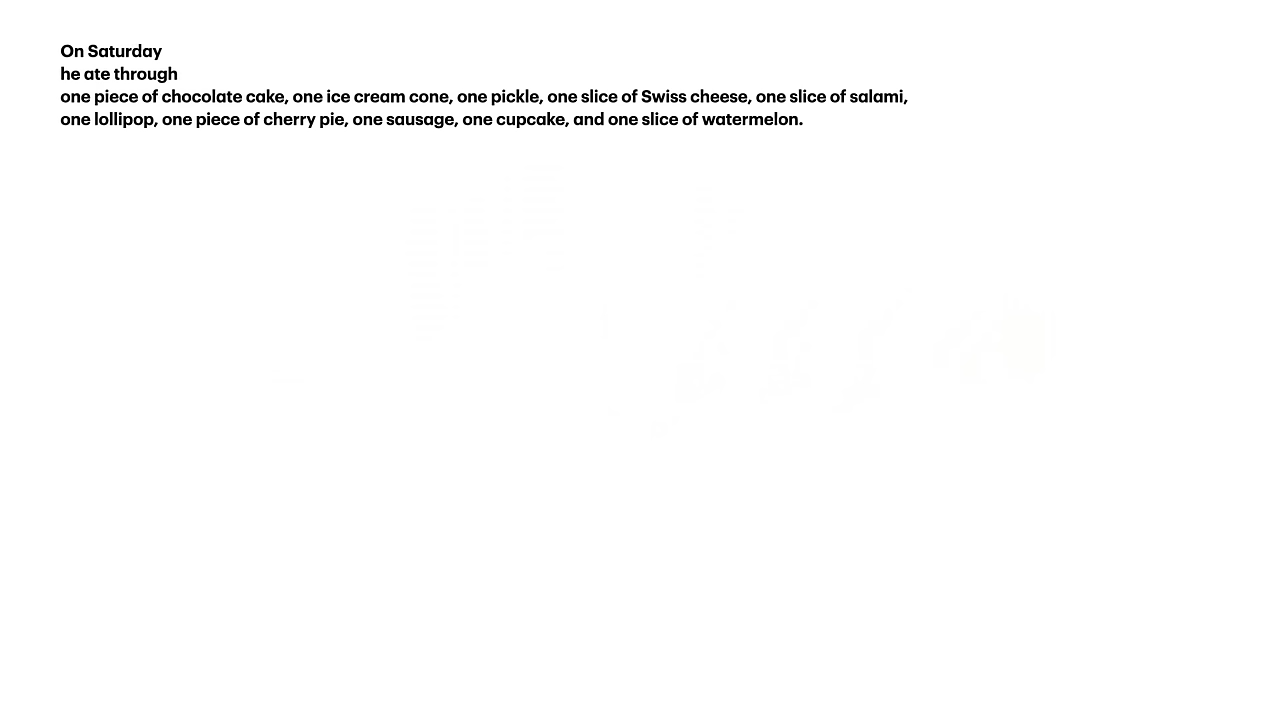 On Saturday
he ate through
one piece of chocolate cake, one ice cream cone, one pickle, one slice of Swiss cheese, one slice of salami,
one lollipop, one piece of cherry pie, one sausage, one cupcake, and one slice of watermelon.